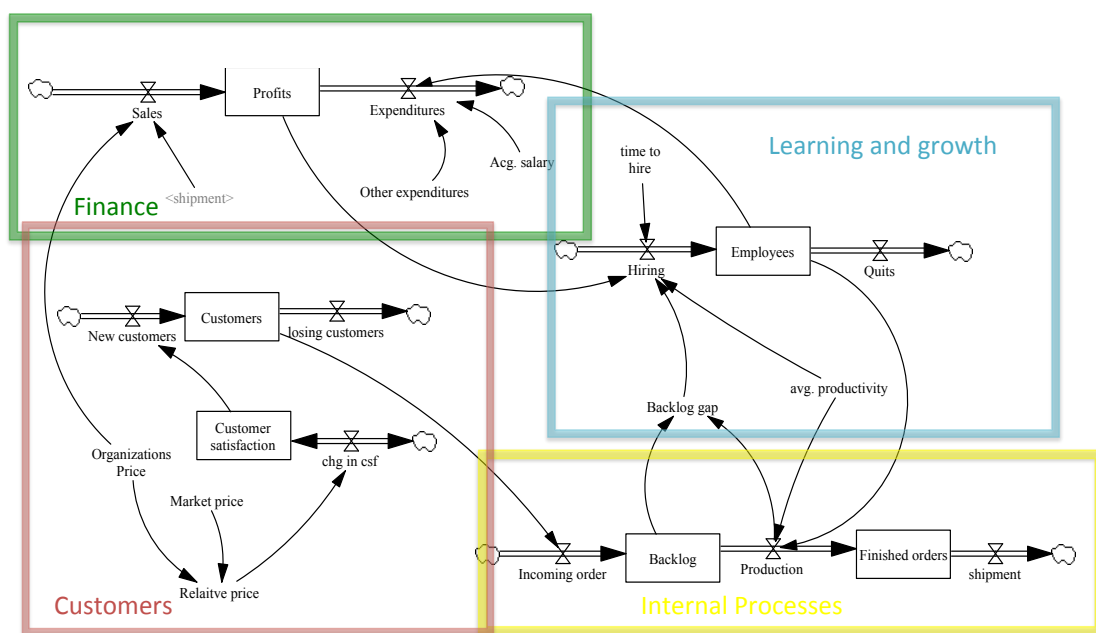 Profits
Sales
Expenditures
Acg. salary
Other expenditures
<shipment>
Finance
Learning and growth
time to
hire
Hiring
Employees
Quits
avg. productivity
Backlog gap
New customers
Customers
losing customers
Customer
satisfaction
chg in csf
Organizations
Price
Market price
Relaitve price
Customers
Incoming order
Backlog
Production
Finished orders
shipment
Internal Processes